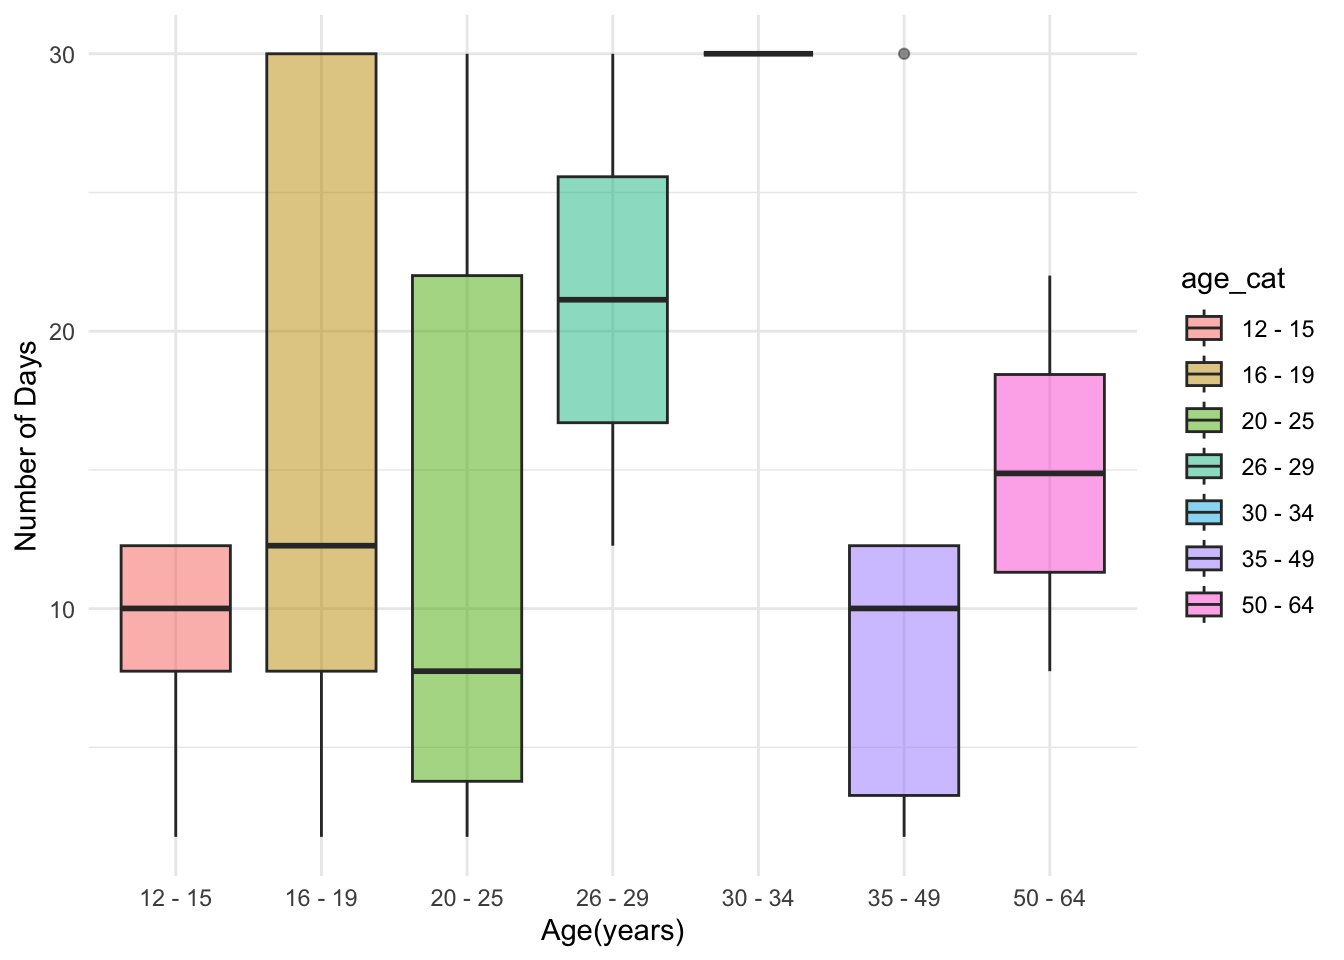 30
20
10
Number of Days
12 - 15
16 - 19
20 - 25
26 - 29
30 - 34
35 - 49
50 - 64
Age(years)
age_cat
12 - 15
16 - 19
20 - 25
26 - 29
30 - 34
35 - 49
50 - 64